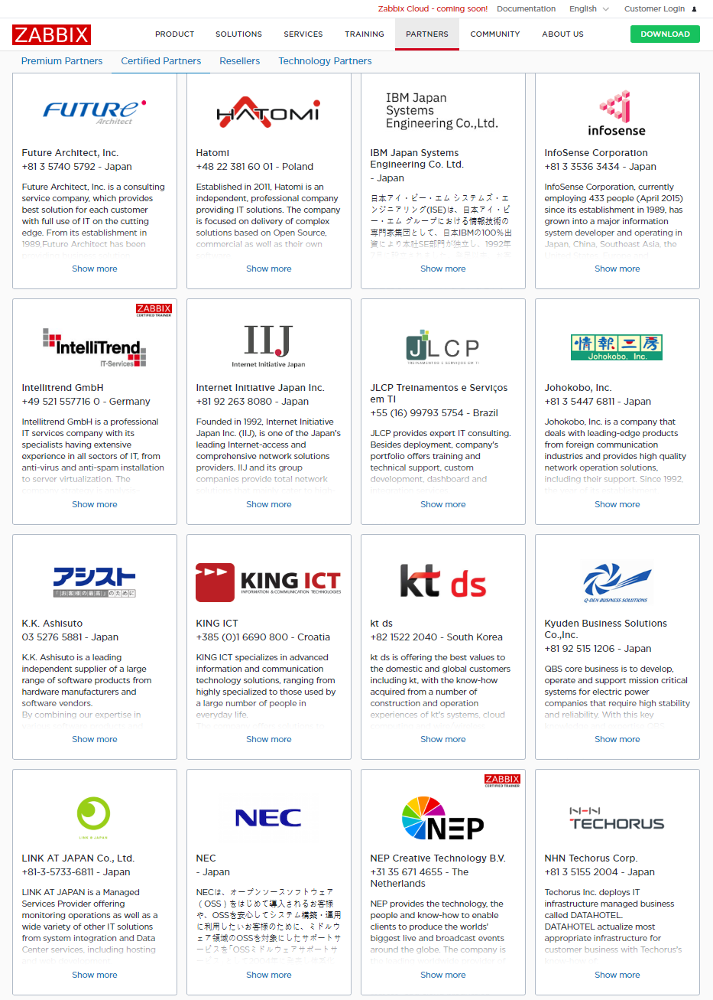 Zabbix Cloud - coming soon! Documentation English Customer Login
ZABBIX PRODUCT SOLUTIONS SERVICES TRAINING PARTNERS COMMUNITY ABOUT US DOWNLOAD
Premium Partners Certified Partners Resellers Technology Partners
FUTURE
Architect
Future Architect, Inc.
+81 3 5740 5792 - Japan
Future Architect, Inc. is a consulting
service company, which provides
best solution for each customer
with full use of IT on the cutting
edge. From its establishment in
1989,Future Architect has been
Show more
HATOMI
Hatomi
+48 22 381 60 01 - Poland
Established in 2011, Hatomi is an
independent, professional company
providing IT solutions. The company
is focused on delivery of complex
solutions based on Open Source,
commercial as well as their own
Show more
IBM Japan
Systems
Engineering Co.,Ltd.
IBM Japan Systems
Engineering Co. Ltd.
- Japan
日本アイ・ビー・エム システムズ・エ
ンジニアリング(ISE)は、日本アイ・ビ
ー・エム グループにおける情報技術の
専門家集団として、日本IBMの100%出
資により本社SE部門が独立し、1992年
Show more
infosense
InfoSense Corporation
+81 3 3536 3434 - Japan
InfoSense Corporation, currently
employing 433 people (April 2015)
since its establishment in 1989, has
grown into a major information
system developer and operating in
Japan, China, Southeast Asia, the
Show more
ZABBIX
CERTIFIED TRAINER
IntelliTrend
IT-Services
Intellitrend GmbH
+49 521 557716 0 - Germany
Intellitrend GmbH is a professional
IT services company with its
specialists having extensive
experience in all sectors of IT, from
anti-virus and anti-spam installation
to server virtualization. The
Show more
IIJ
Internet Initiative Japan
Internet Initiative Japan Inc.
+81 92 263 8080 - Japan
Founded in 1992, Internet Initiative
Japan Inc. (IIJ), is one of the Japan's
leading Internet-access and
comprehensive network solutions
providers. IIJ and its group
companies provide total network
Show more
JLCP
TREINAMENTOS E SERVIÇOS EM TI
JLCP Treinamentos e Serviços
em TI
+55 (16) 99793 5754 - Brazil
JLCP provides expert IT consulting.
Besides deployment, company's
portfolio offers training and
technical support, custom
development, dashboard and
integration services.
Show more
情報工房
Johokobo, Inc.
Johokobo, Inc.
+81 3 5447 6811 - Japan
Johokobo, Inc. is a company that
deals with leading-edge products
from foreign communication
industries and provides high quality
network operation solutions,
including their support. Since 1992,
the year of its establishment,
Show more
アシスト
「お客様の最高」のために
K.K. Ashisuto
03 5276 5881 - Japan
K.K. Ashisuto is a leading
independent supplier of a large
range of software products from
hardware manufacturers and
software vendors.
By combining our expertise in
Show more
KING ICT
INFORMATION & COMMUNICATION TECHNOLOGIES
KING ICT
+385 (0)1 6690 800 - Croatia
KING ICT specializes in advanced
information and communication
technology solutions, ranging from
highly specialized to those used by
a large number of people in
everyday life.
Show more
kt ds
kt ds
+82 1522 2040 - South Korea
kt ds is offering the best values to
the domestic and global customers
including kt, with the know-how
acquired from a number of
construction and operation
experiences of kt's systems, cloud
Show more
Q-DEN BUSINESS SOLUTIONS
Kyuden Business Solutions
Co.,Inc.
+81 92 515 1206 - Japan
QBS core business is to develop,
operate and support mission critical
systems for electric power
companies that require high stability
and reliability. With this key
Show more
LINK @ JAPAN
LINK AT JAPAN Co., Ltd.
+81-3-5733-6811 - Japan
LINK AT JAPAN is a Managed
Services Provider offering
monitoring operations as well as a
wide variety of other IT solutions
from system integration and Data
Center services, including hosting
Show more
NEC
NEC
- Japan
NECは、オープンソースソフトウェア
(OSS)をはじめて導入されるお客様
や、OSSを安心してシステム構築・運用
に利用したいお客様のために、ミドルウ
ェア領域のOSSを対象にしたサポートサ
ービス「OSSミドルウェアサポートサ
Show more
ZABBIX
CERTIFIED TRAINER
NEP
NEP Creative Technology B.V.
+31 35 671 4655 - The
Netherlands
NEP provides the technology, the
people and know-how to enable
clients to produce the worlds'
biggest live and broadcast events
around the globe. The company is
Show more
NHN
TECHORUS
NHN Techorus Corp.
+81 3 5155 2004 - Japan
Techorus Inc. deploys IT
infrastructure managed business
called DATAHOTEL.
DATAHOTEL actualize most
appropriate infrastructure for
customer business with Techorus's
know-how of
Show more